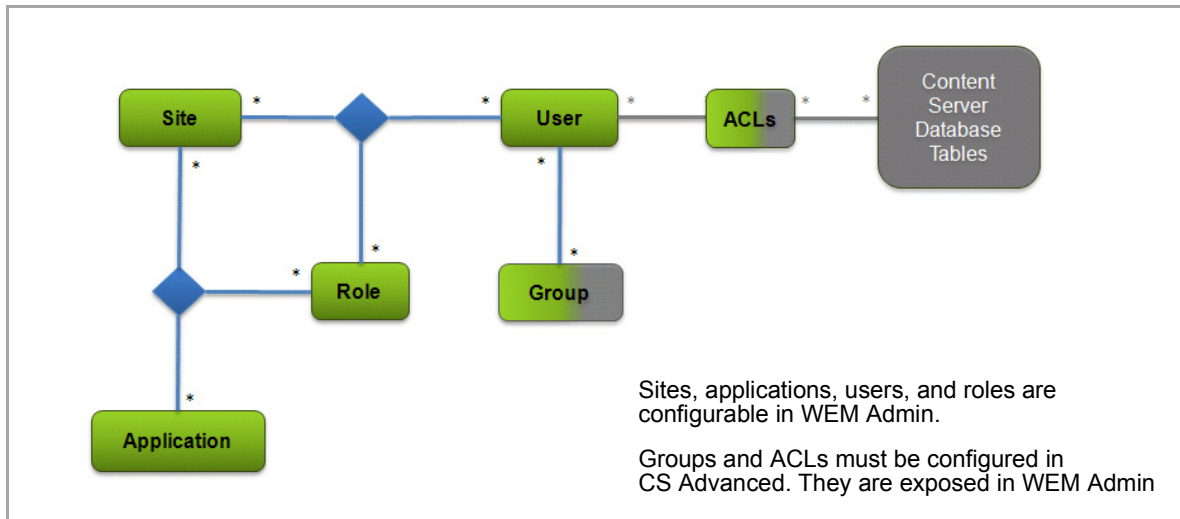 Site
*
*
User
*
ACLs
*
*
Content
Server
Database
Tables
*
*
*
*
*
Role
Group
*
Application
Sites, applications, users, and roles are
configurable in WEM Admin.
Groups and ACLs must be configured in
CS Advanced. They are exposed in WEM Admin